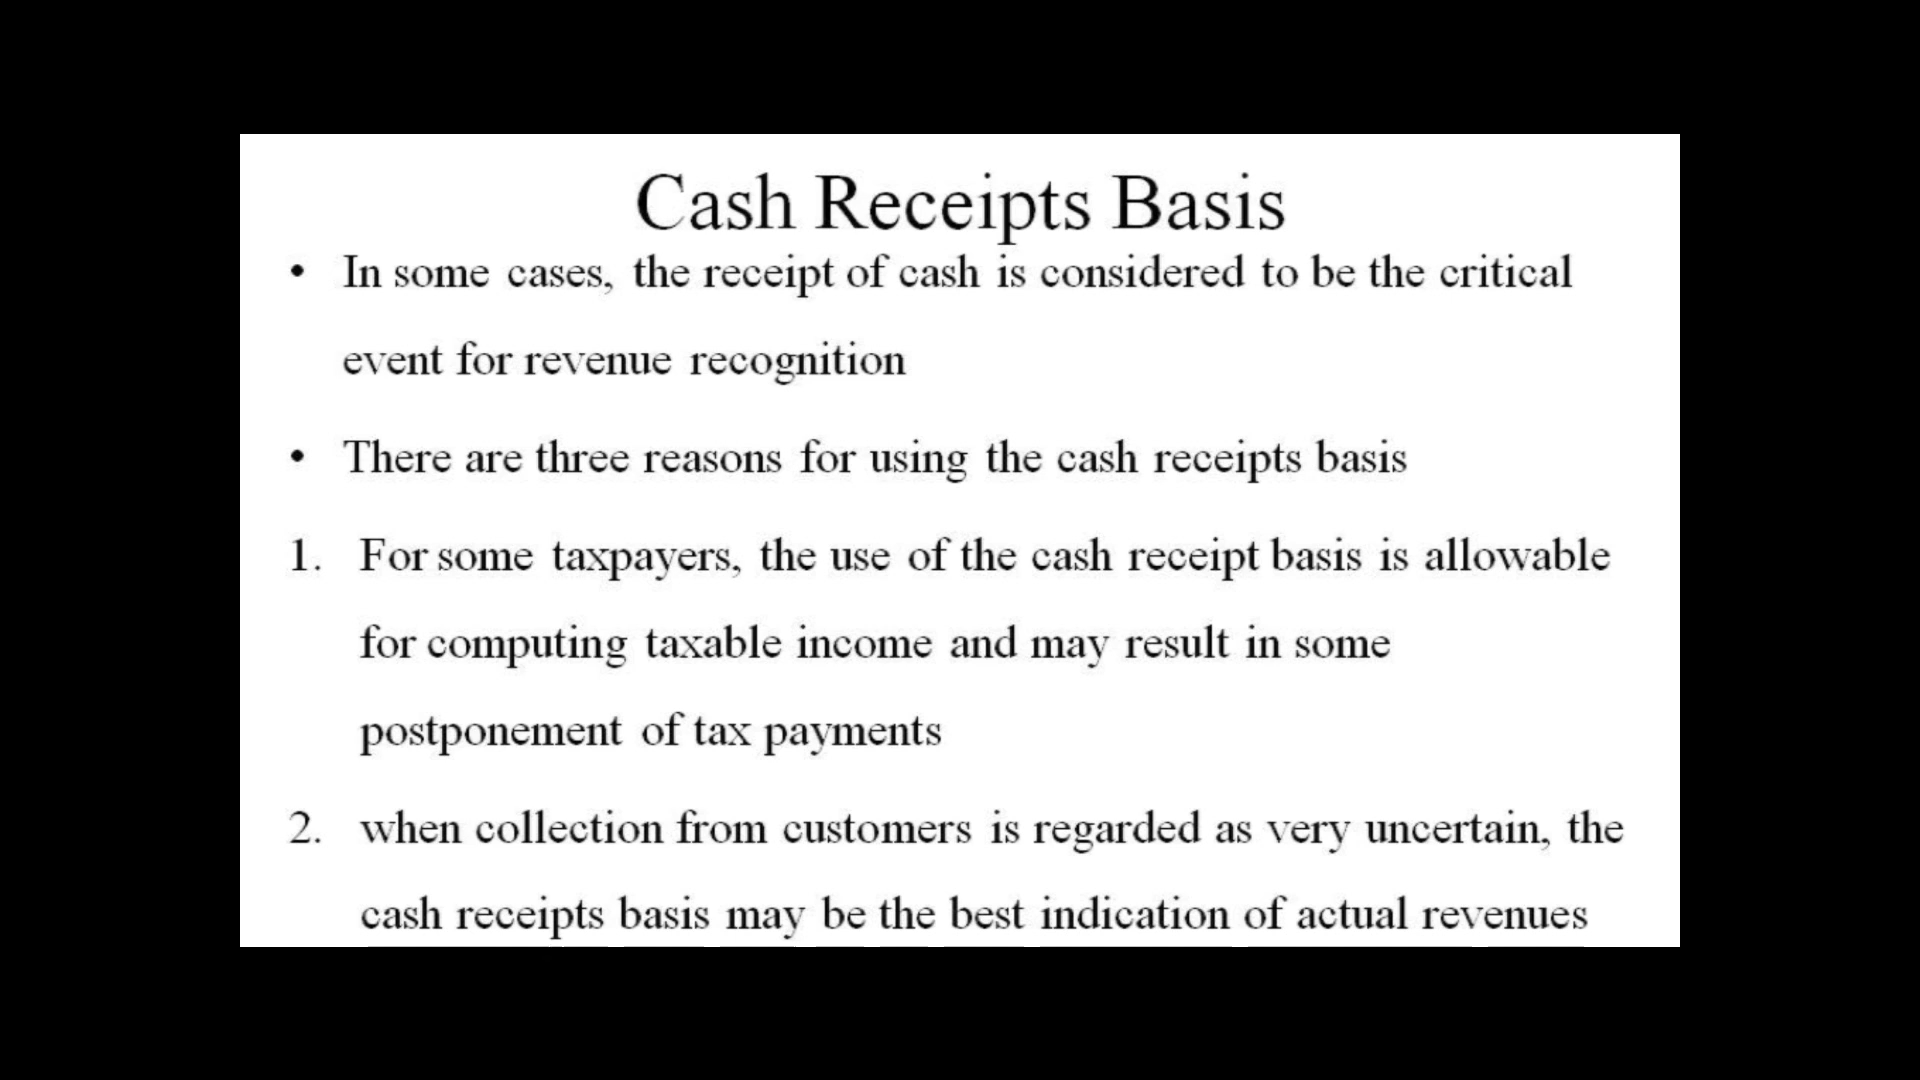 Cash Receipts Basis
• In some cases, the receipt of cash is considered to be the critical
event for revenue recognition
• There are three reasons for using the cash receipts basis
1. For some taxpayers, the use of the cash receipt basis is allowable
for computing taxable income and may result in some
postponement of tax payments
2. when collection from customers is regarded as very uncertain, the
cash receipts basis may be the best indication of actual revenues